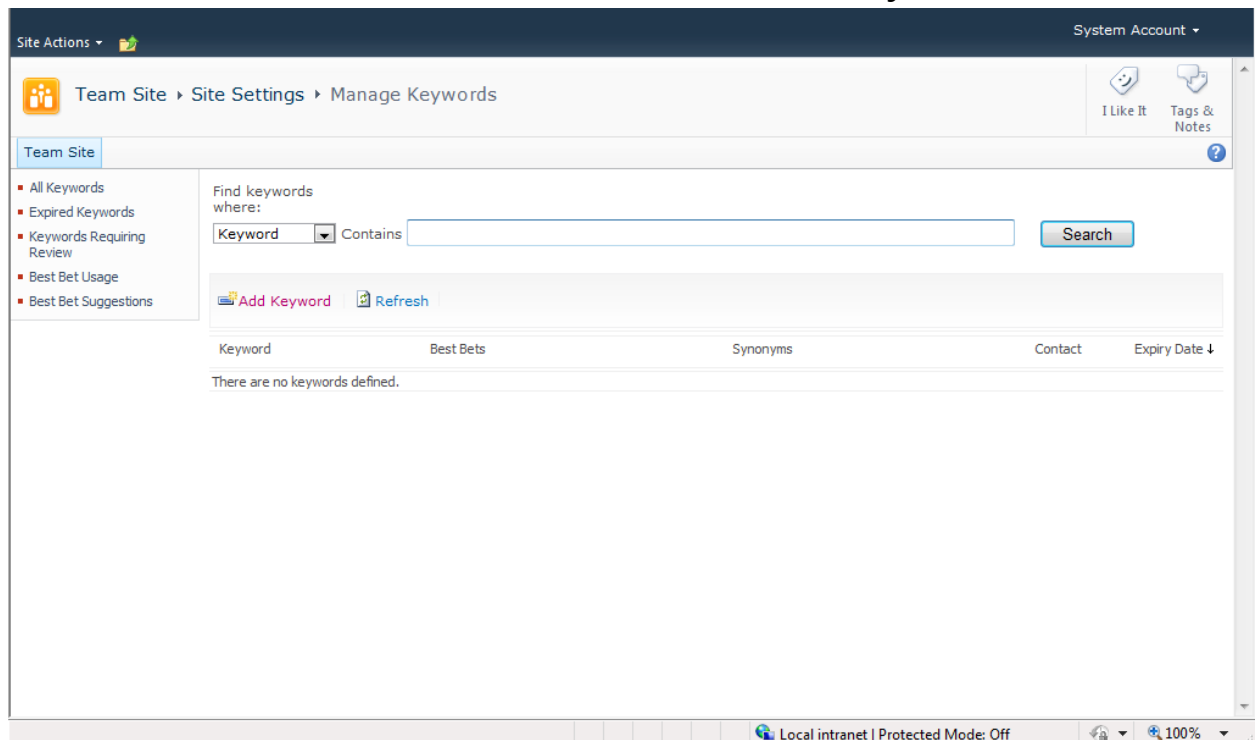 System Account
Site Actions
Team Site ▸ Site Settings ▸ Manage Keywords
I Like It
Tags &
Notes
Team Site
All Keywords
Expired Keywords
Keywords Requiring
Review
Best Bet Usage
Best Bet Suggestions
Find keywords
where:
Keyword Contains
Search
Add Keyword Refresh
Keyword Best Bets Synonyms Contact Expiry Date ↓
There are no keywords defined.
Local intranet | Protected Mode: Off 100%